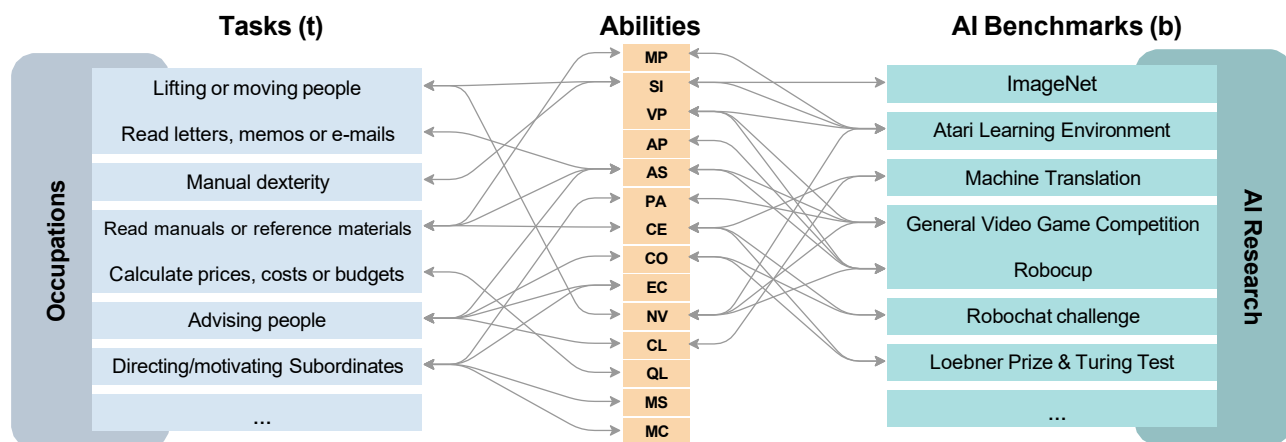 Tasks (t)
Abilities
AI Benchmarks (b)
Occupations
Lifting or moving people
Read letters, memos or e-mails
Manual dexterity
Read manuals or reference materials
Calculate prices, costs or budgets
Advising people
Directing/motivating Subordinates
...
MP
SI
VP
AP
AS
PA
CE
CO
EC
NV
CL
QL
MS
MC
ImageNet
Atari Learning Environment
Machine Translation
General Video Game Competition
Robocup
Robochat challenge
Loebner Prize & Turing Test
...
AI Research